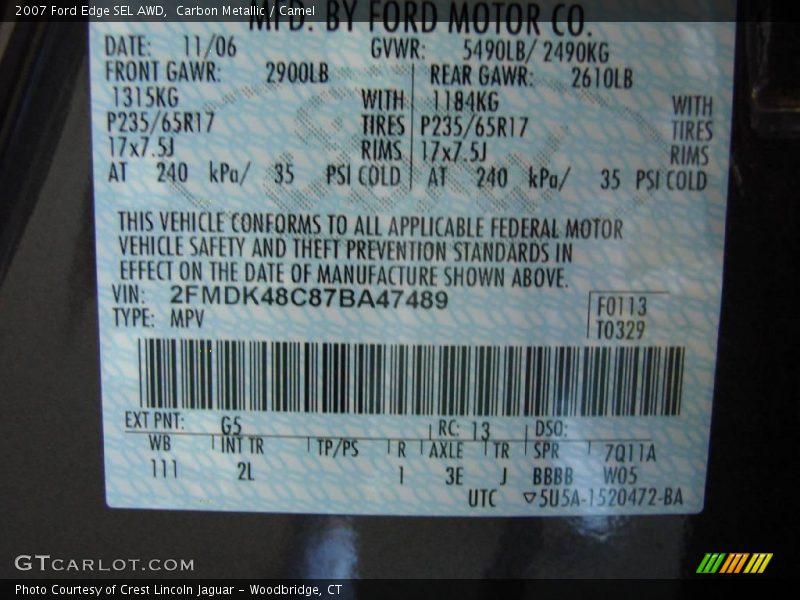 2007 Ford Edge SEL AWD, Carbon Metallic / Camel
MFD. BY FORD MOTOR CO.
DATE: 11/06 GVWR: 5490LB/ 2490KG
FRONT GAWR: 2900LB REAR GAWR: 2610LB
1315KG WITH 1184KG WITH
P235/65R17 TIRES P235/65R17 TIRES
17x7.5J RIMS 17x7.5J RIMS
AT 240 kPa/ 35 PSI COLD AT 240 kPa/ 35 PSI COLD
THIS VEHICLE CONFORMS TO ALL APPLICABLE FEDERAL MOTOR
VEHICLE SAFETY AND THEFT PREVENTION STANDARDS IN
EFFECT ON THE DATE OF MANUFACTURE SHOWN ABOVE.
VIN: 2FMDK48C87BA47489 F0113
TYPE: MPV T0329
EXT PNT: G5 RC: 13 DSO:
WB INT TR TP/PS R AXLE TR SPR 7Q11A
111 2L 1 3E J BBBB W05
UTC ▽5U5A-1520472-BA
GTCARLOT.COM
Photo Courtesy of Crest Lincoln Jaguar - Woodbridge, CT